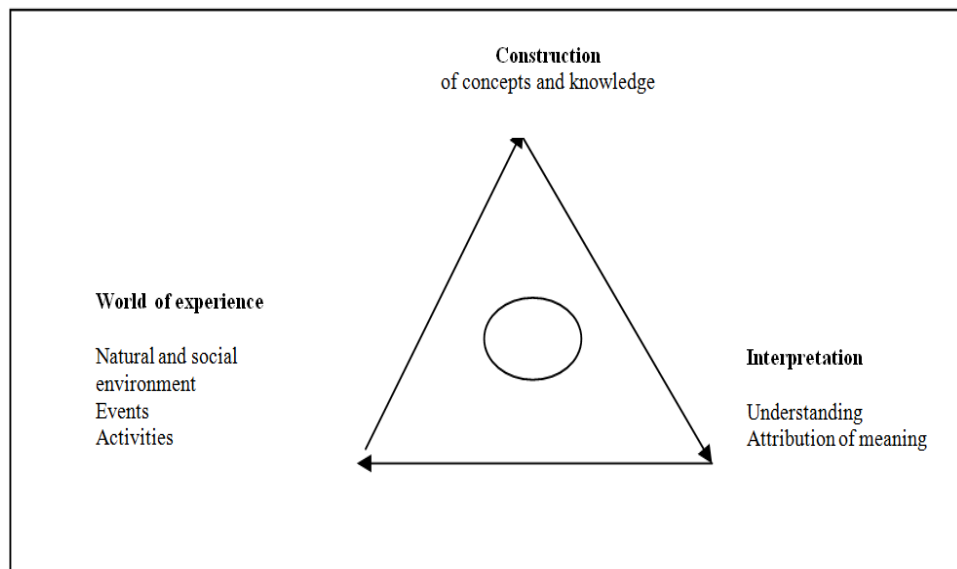 Construction
of concepts and knowledge
World of experience
Natural and social
environment
Events
Activities
Interpretation
Understanding
Attribution of meaning